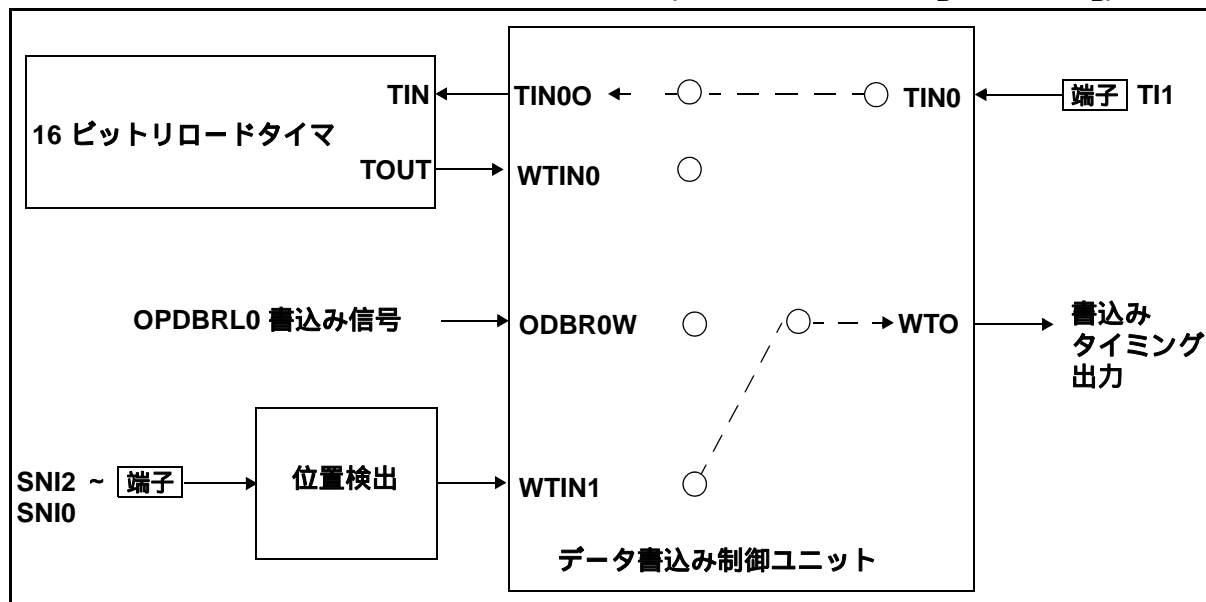 TIN
TIN0O
TIN0
端子 TI1
16 ビットリロードタイマ
TOUT
WTIN0
OPDBRL0 書込み信号
ODBR0W
WTO
書込み
タイミング
出力
SNI2 ~ 端子
SNI0
位置検出
WTIN1
データ書込み制御ユニット